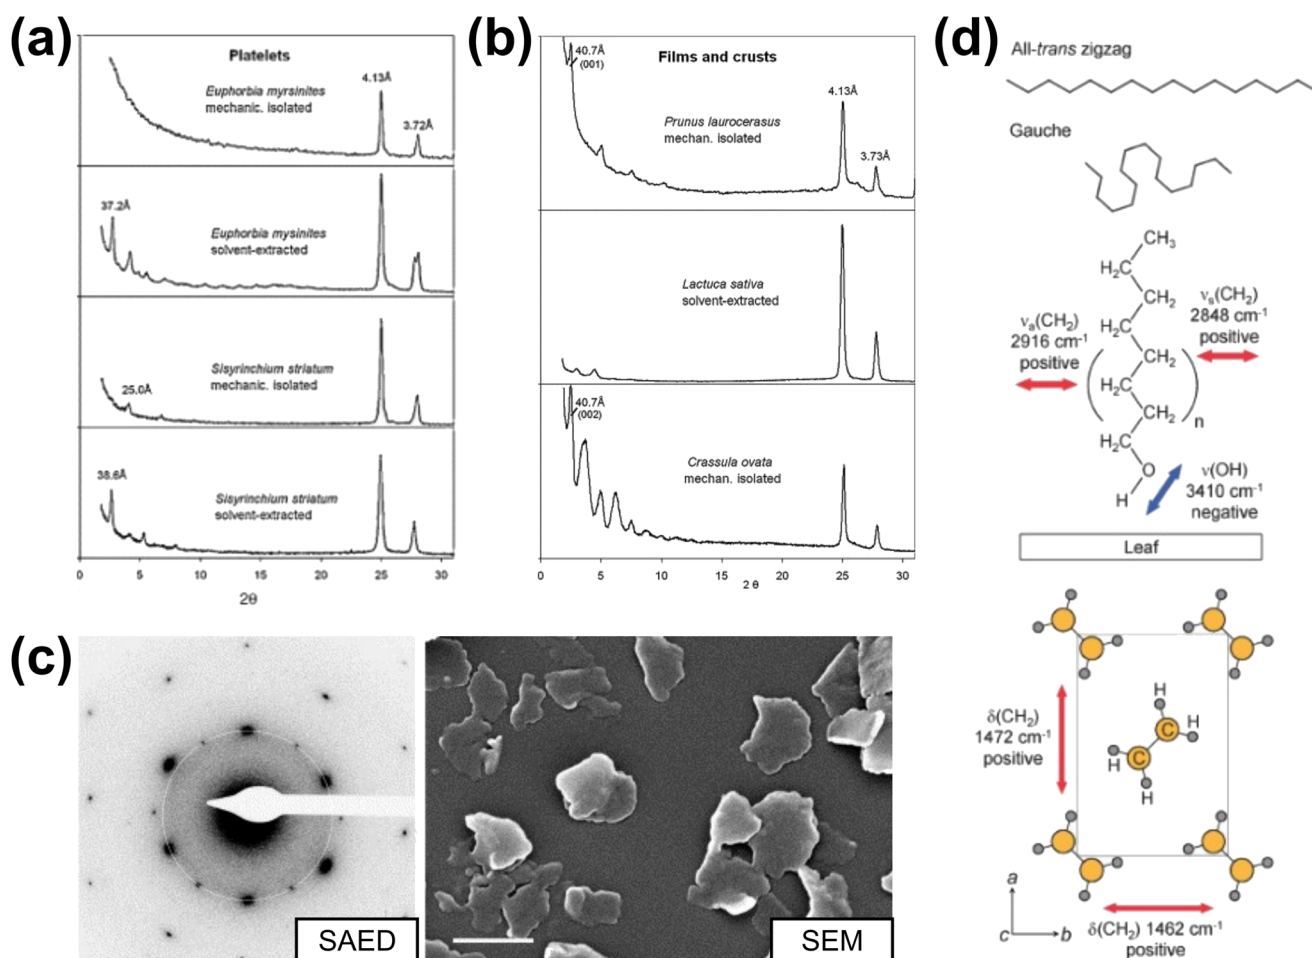 (a)
Platelets
Euphorbia myrsinites
mechanic. isolated
4.13Å
3.72Å
37.2Å
Euphorbia mysinites
solvent-extracted
Sisyrinchium striatum
mechanic. isolated
25.0Å
38.6Å
Sisyrinchium striatum
solvent-extracted
0 5 10 15 20 25 30
2θ
(b)
Films and crusts
40.7Å
(001)
Prunus laurocerasus
mechan. isolated
4.13Å
3.73Å
Lactuca sativa
solvent-extracted
40.7Å
(002)
Crassula ovata
mechan. isolated
0 5 10 15 20 25 30
2 θ
(c)
SAED
SEM
(d)
All-trans zigzag
Gauche
CH3
H2C
CH2
H2C
CH2
H2C
CH2
H2C
CH2
n
H2C
O
H
νa(CH2)
2916 cm-1
positive
νs(CH2)
2848 cm-1
positive
ν(OH)
3410 cm-1
negative
Leaf
δ(CH2)
1472 cm-1
positive
H
H
C
C
H
H
a
c
b
δ(CH2) 1462 cm-1
positive